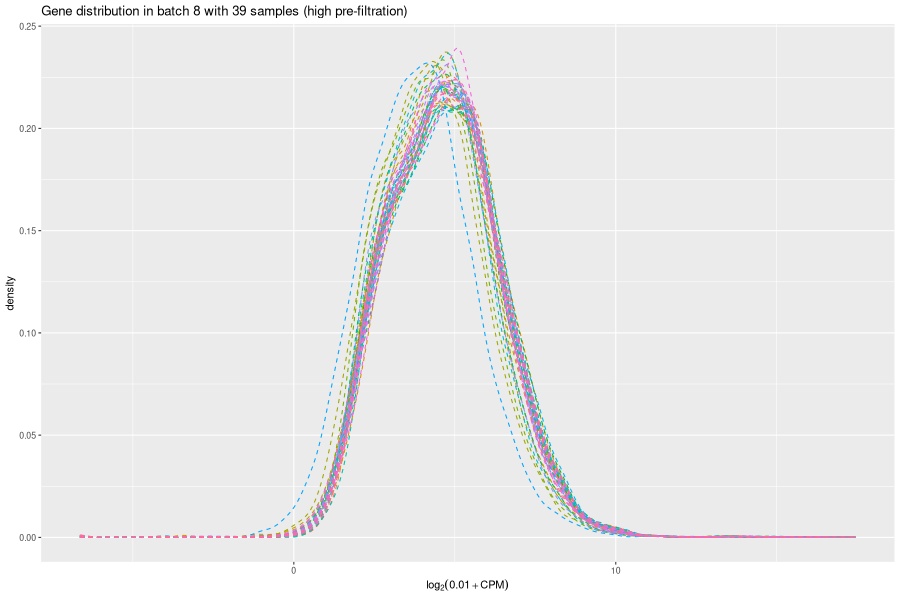 Gene distribution in batch 8 with 39 samples (high pre-filtration)
0.25
0.20
0.15
0.10
0.05
0.00
density
0 10
log₂(0.01 + CPM)